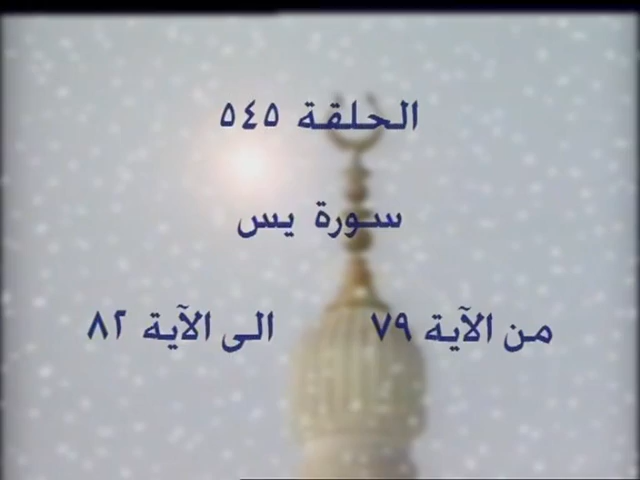 الحلقة ٥٤٥
سورة يس
من الآية ٧٩ الى الآية ٨٢